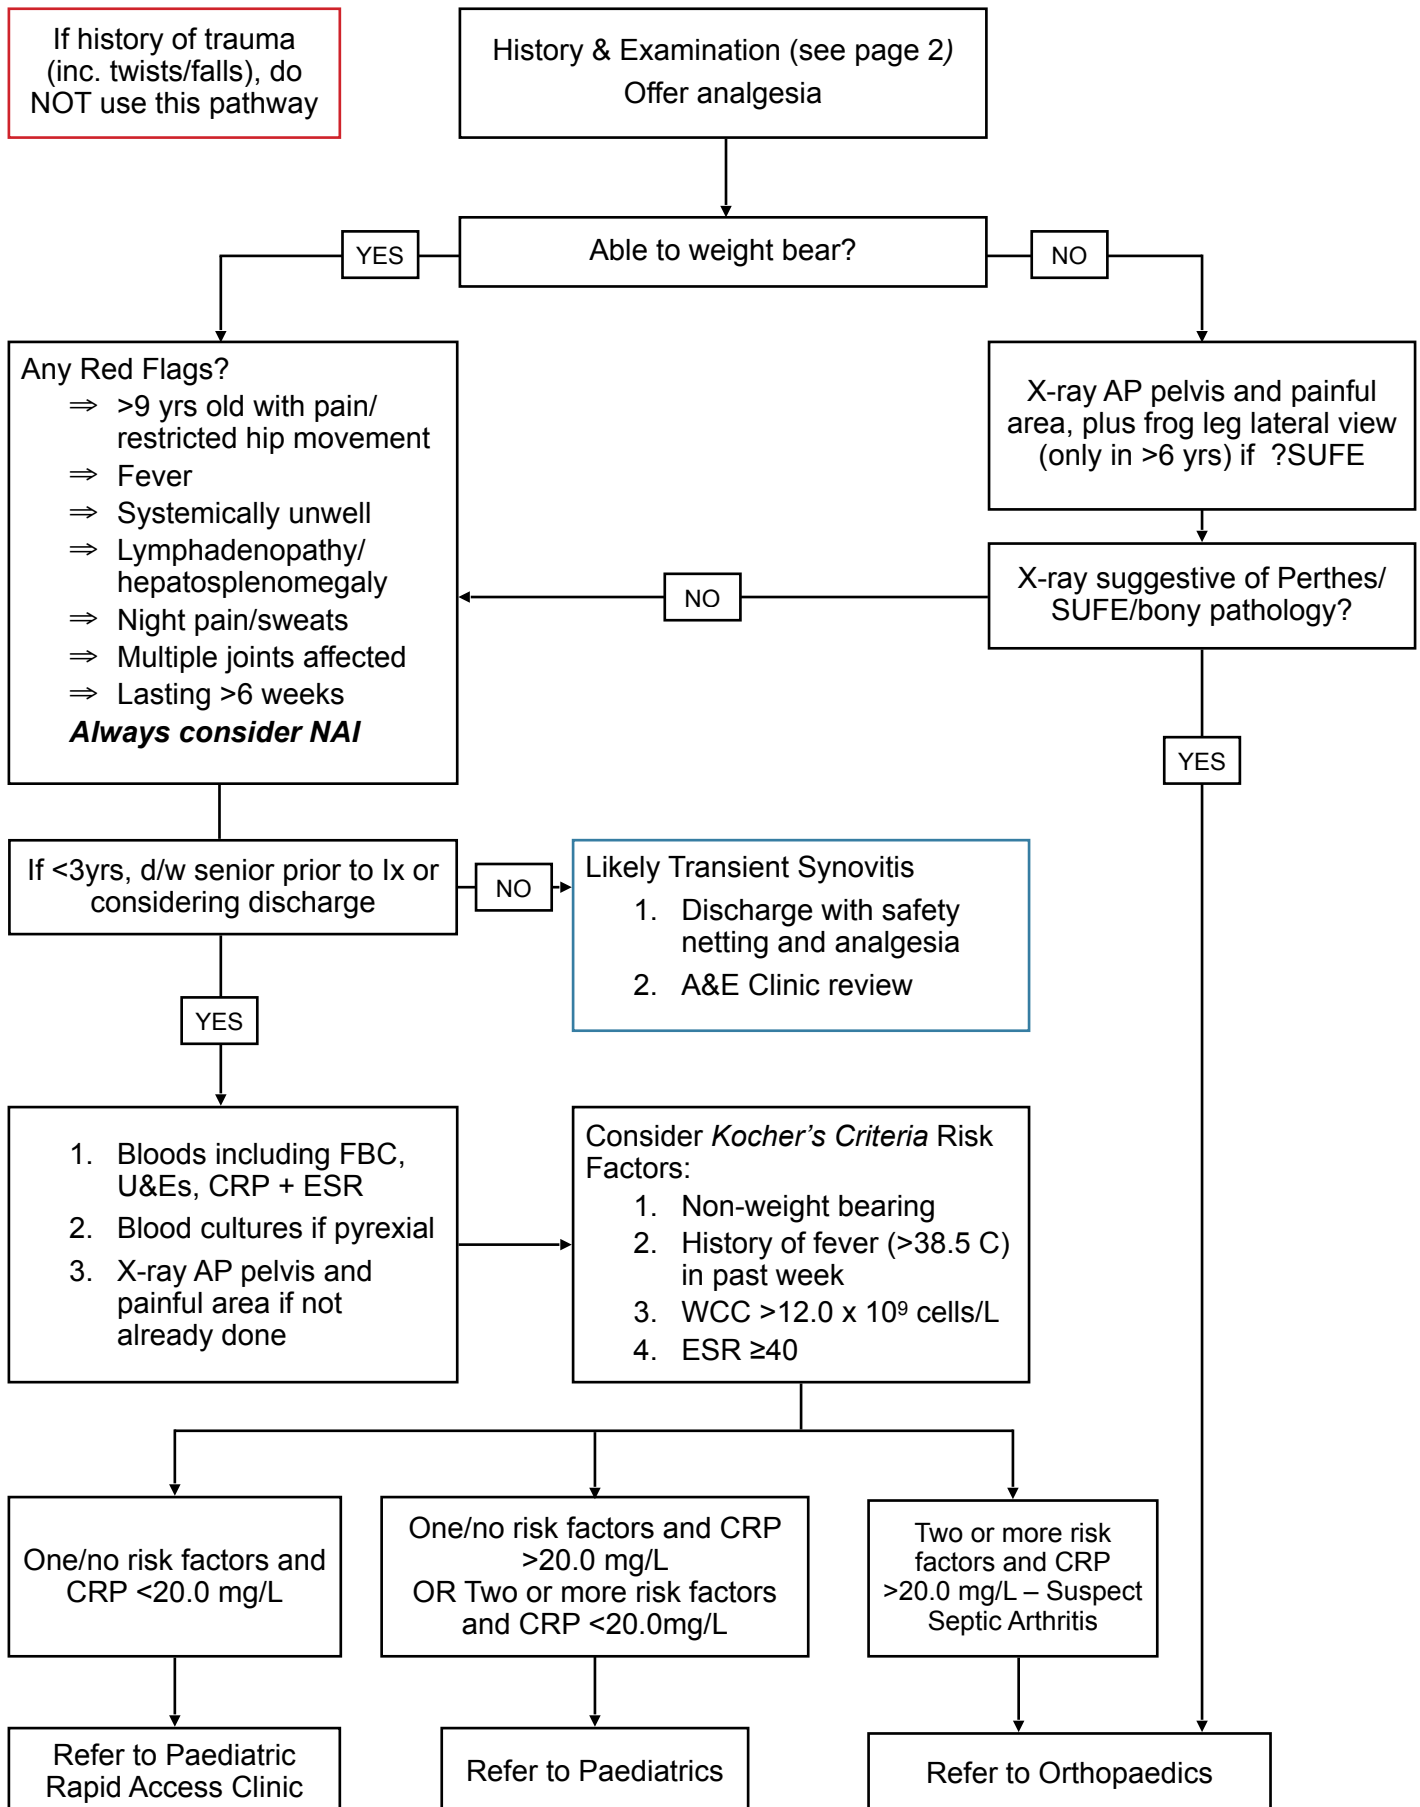 If history of trauma
(inc. twists/falls), do
NOT use this pathway
History & Examination (see page 2)
Offer analgesia
Able to weight bear?
YES
NO
Any Red Flags?
⇒ >9 yrs old with pain/
restricted hip movement
⇒ Fever
⇒ Systemically unwell
⇒ Lymphadenopathy/
hepatosplenomegaly
⇒ Night pain/sweats
⇒ Multiple joints affected
⇒ Lasting >6 weeks
Always consider NAI
X-ray AP pelvis and painful
area, plus frog leg lateral view
(only in >6 yrs) if ?SUFE
X-ray suggestive of Perthes/
SUFE/bony pathology?
NO
YES
If <3yrs, d/w senior prior to Ix or
considering discharge
NO
Likely Transient Synovitis
1. Discharge with safety
netting and analgesia
2. A&E Clinic review
YES
1. Bloods including FBC,
U&Es, CRP + ESR
2. Blood cultures if pyrexial
3. X-ray AP pelvis and
painful area if not
already done
Consider Kocher's Criteria Risk
Factors:
1. Non-weight bearing
2. History of fever (>38.5 C)
in past week
3. WCC >12.0 x 10⁹ cells/L
4. ESR ≥40
One/no risk factors and
CRP <20.0 mg/L
One/no risk factors and CRP
>20.0 mg/L
OR Two or more risk factors
and CRP <20.0mg/L
Two or more risk
factors and CRP
>20.0 mg/L – Suspect
Septic Arthritis
Refer to Paediatric
Rapid Access Clinic
Refer to Paediatrics
Refer to Orthopaedics